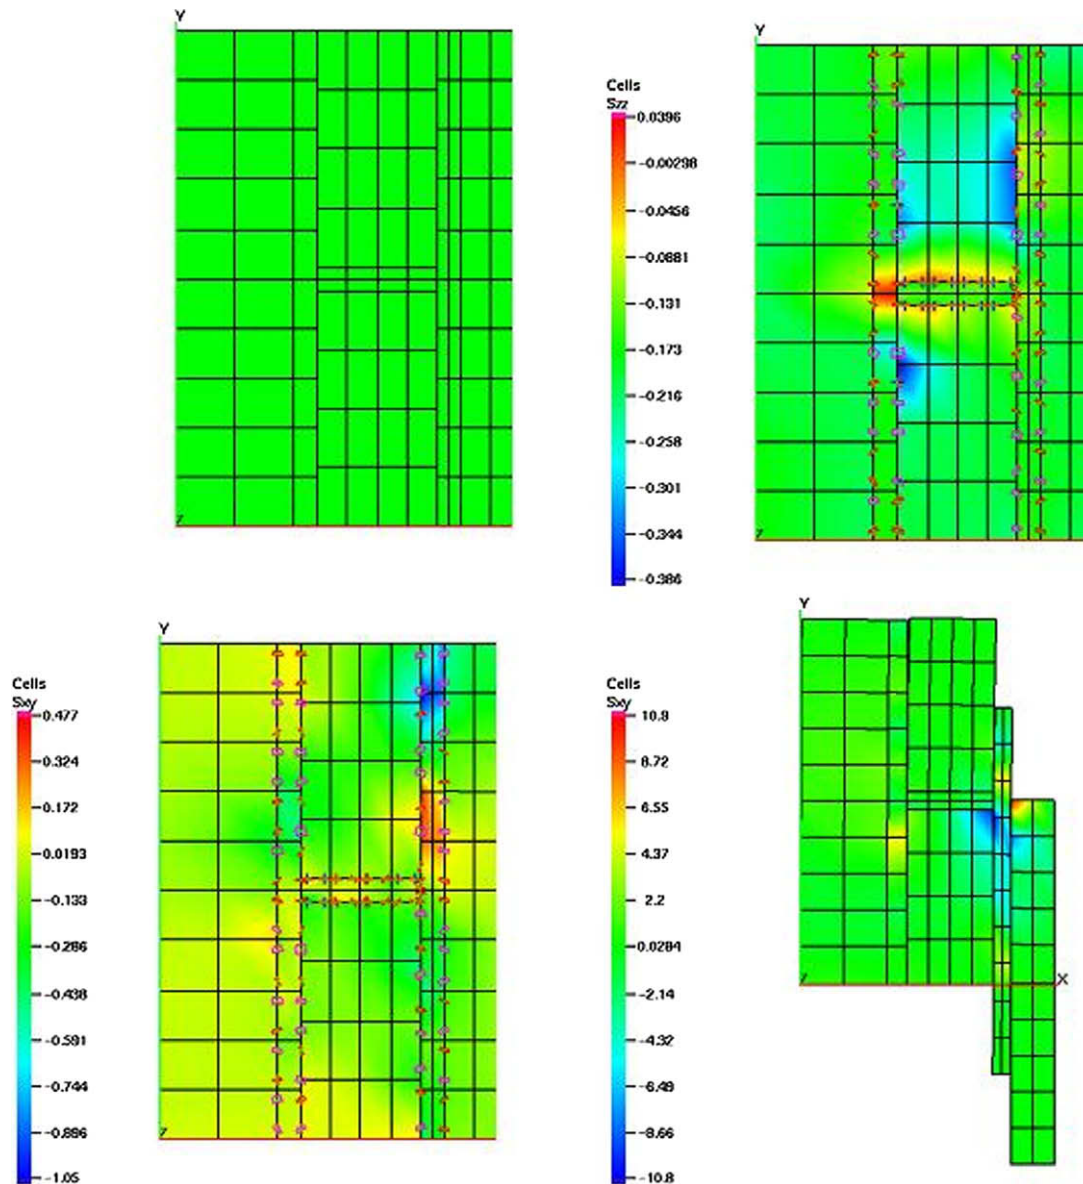 Y
Z
Y
Cells
Szz
0.0396
-0.00298
-0.0456
-0.0881
-0.131
-0.173
-0.216
-0.258
-0.301
-0.344
-0.386
Z
Y
Cells
Sxy
0.477
0.324
0.172
0.0193
-0.133
-0.286
-0.438
-0.591
-0.744
-0.896
-1.05
Z
Y
Cells
Sxy
10.9
8.72
6.55
4.37
2.2
0.0284
-2.14
-4.32
-6.49
-8.66
-10.8
Z
X